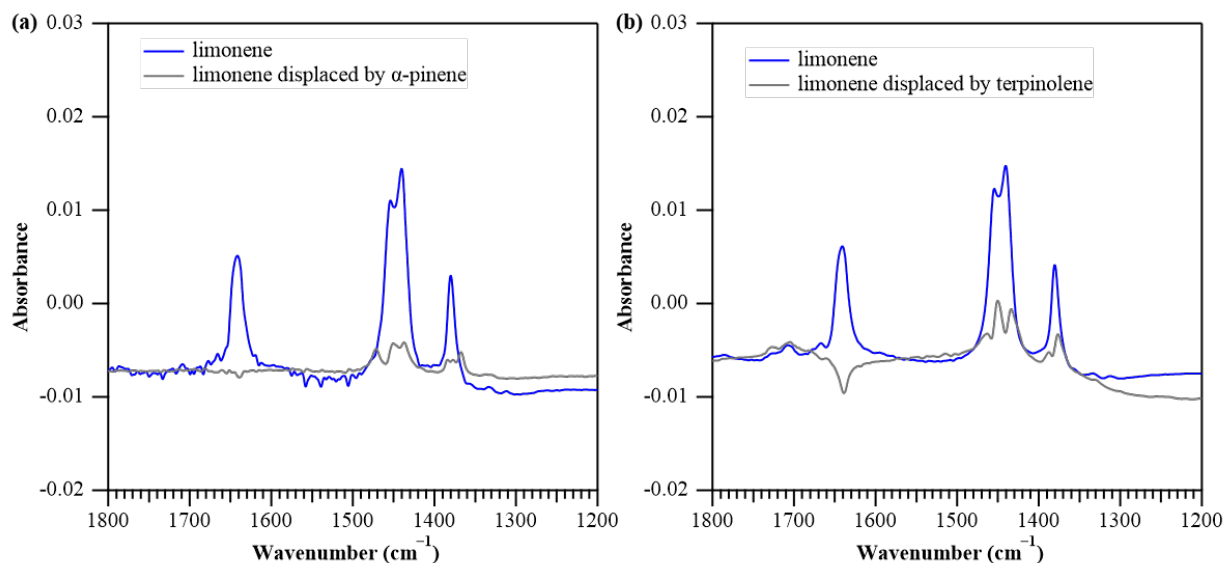 (a)
limonene
limonene displaced by α-pinene
0.03
0.02
0.01
0.00
-0.01
-0.02
Absorbance
1800 1700 1600 1500 1400 1300 1200
Wavenumber (cm⁻¹)
(b)
limonene
limonene displaced by terpinolene
0.03
0.02
0.01
0.00
-0.01
-0.02
Absorbance
1800 1700 1600 1500 1400 1300 1200
Wavenumber (cm⁻¹)